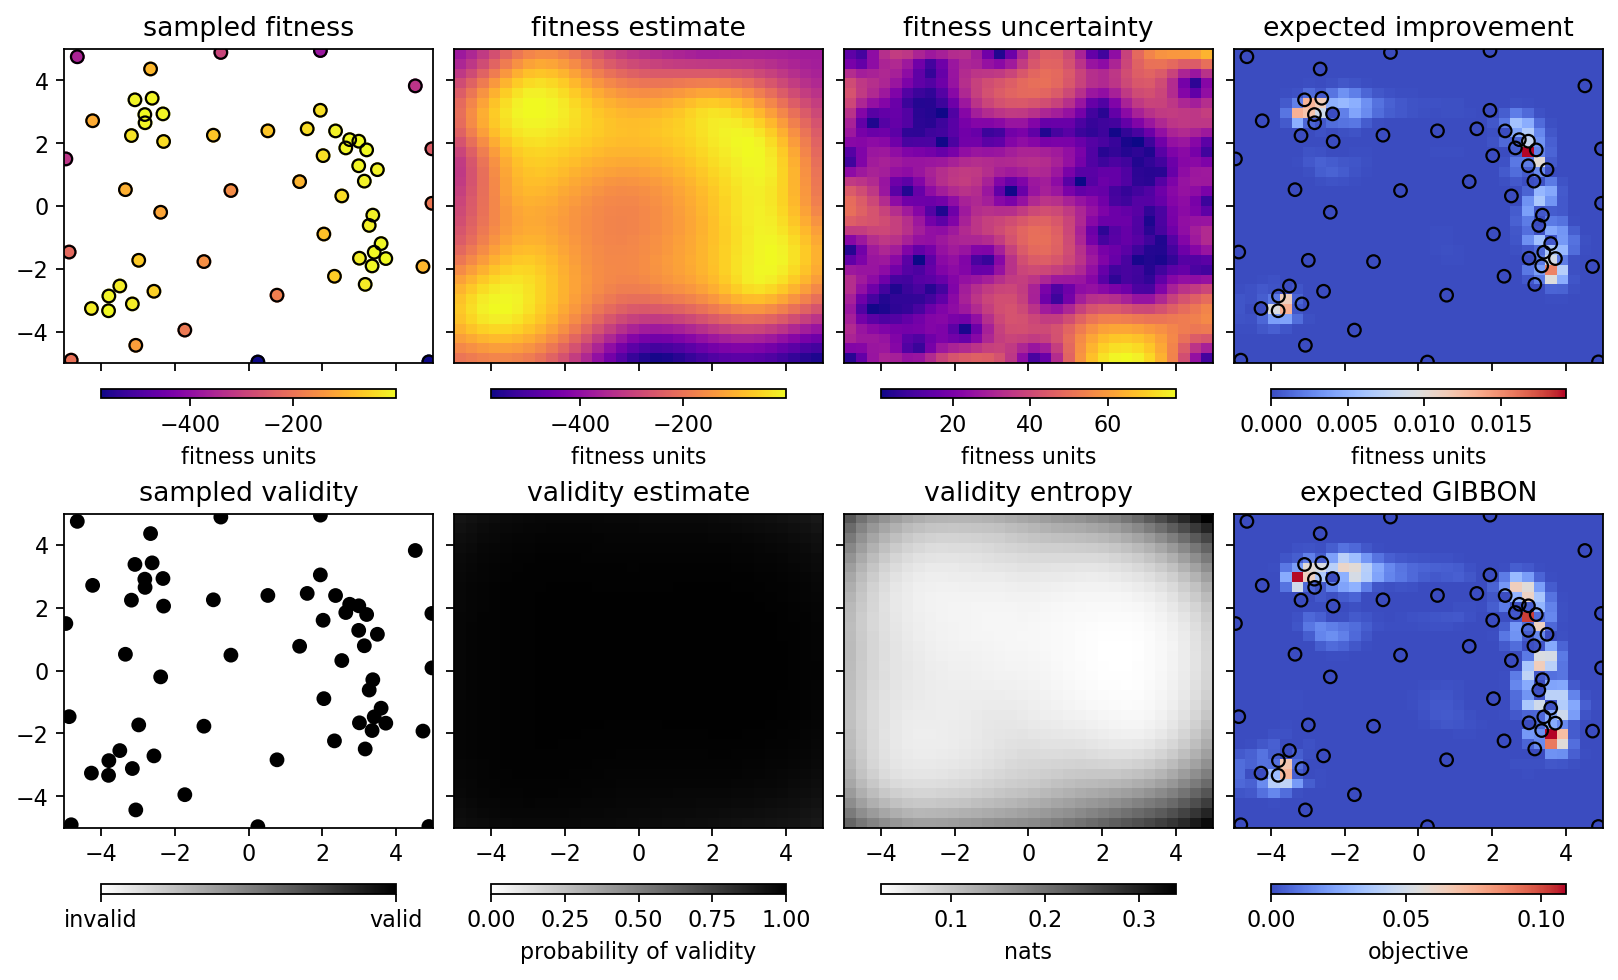 sampled fitness
fitness estimate
fitness uncertainty
expected improvement
4
2
0
−2
−4
−400 −200
fitness units
−400 −200
fitness units
20 40 60
fitness units
0.000 0.005 0.010 0.015
fitness units
sampled validity
validity estimate
validity entropy
expected GIBBON
4
2
0
−2
−4
−4 −2 0 2 4
−4 −2 0 2 4
−4 −2 0 2 4
−4 −2 0 2 4
invalid valid
0.00 0.25 0.50 0.75 1.00
probability of validity
0.1 0.2 0.3
nats
0.00 0.05 0.10
objective